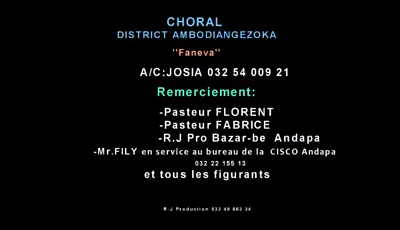 CHORAL
DISTRICT AMBODIANGEZOKA
''Faneva''
A/C:JOSIA 032 54 009 21
Remerciement:
-Pasteur FLORENT
-Pasteur FABRICE
-R.J Pro Bazar-be Andapa
-Mr.FILY en service au bureau de la CISCO Andapa
032 22 155 13
et tous les figurants
R.J Production 032 48 662 34